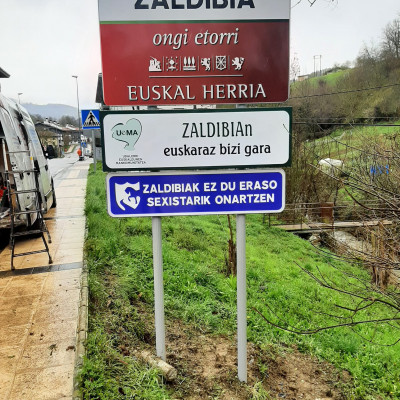 ZALDIBIA
ongi etorri
EUSKAL HERRIA
UEMA
ZALDIBIAn
euskaraz bizi gara
ZALDIBIAK EZ DU ERASO
SEXISTARIK ONARTZEN